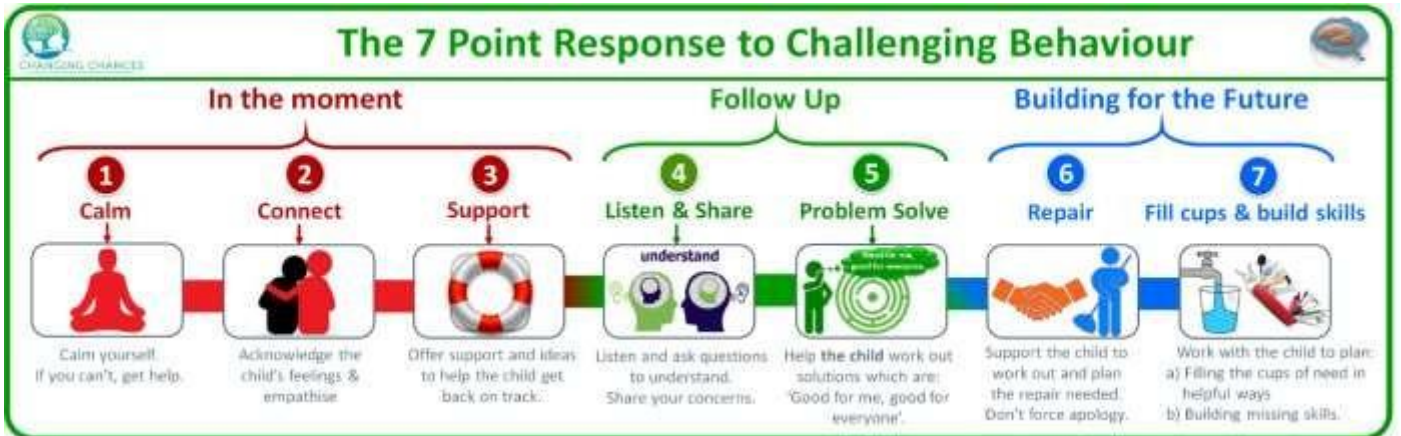 The 7 Point Response to Challenging Behaviour
CHANGING CHANCES
In the moment
Follow Up
Building for the Future
1
2
3
4
5
6
7
Calm
Connect
Support
Listen & Share
Problem Solve
Repair
Fill cups & build skills
understand
Calm yourself.
If you can't, get help.
Acknowledge the
child's feelings &
empathise
Offer support and ideas
to help the child get
back on track.
Listen and ask questions
to understand.
Share your concerns.
Help the child work out
solutions which are:
'Good for me, good for
everyone'.
Support the child to
work out and plan
the repair needed.
Don't force apology.
Work with the child to plan:
a) Filling the cups of need in
helpful ways
b) Building missing skills.